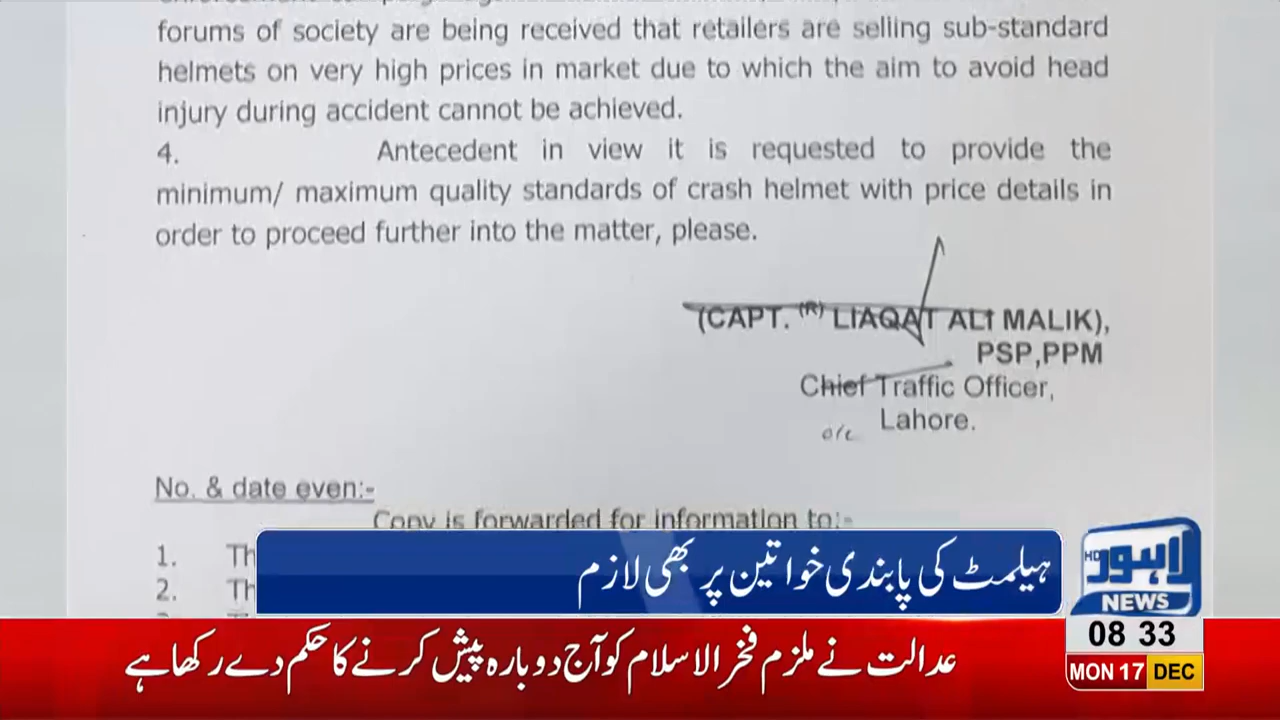 forums of society are being received that retailers are selling sub-standard
helmets on very high prices in market due to which the aim to avoid head
injury during accident cannot be achieved.
4. Antecedent in view it is requested to provide the
minimum/ maximum quality standards of crash helmet with price details in
order to proceed further into the matter, please.
(CAPT. (R) LIAQAT ALI MALIK),
PSP,PPM
Chief Traffic Officer,
Lahore.
o/c
No. & date even:-
Copy is forwarded for information to:-
1. Th
2. Th
ہیلمٹ کی پابندی خواتین پر بھی لازم
HD لاہور
NEWS
08 33
MON 17 DEC
عدالت نے ملزم فخر الاسلام کو آج دوبارہ پیش کرنے کا حکم دے رکھا ہے